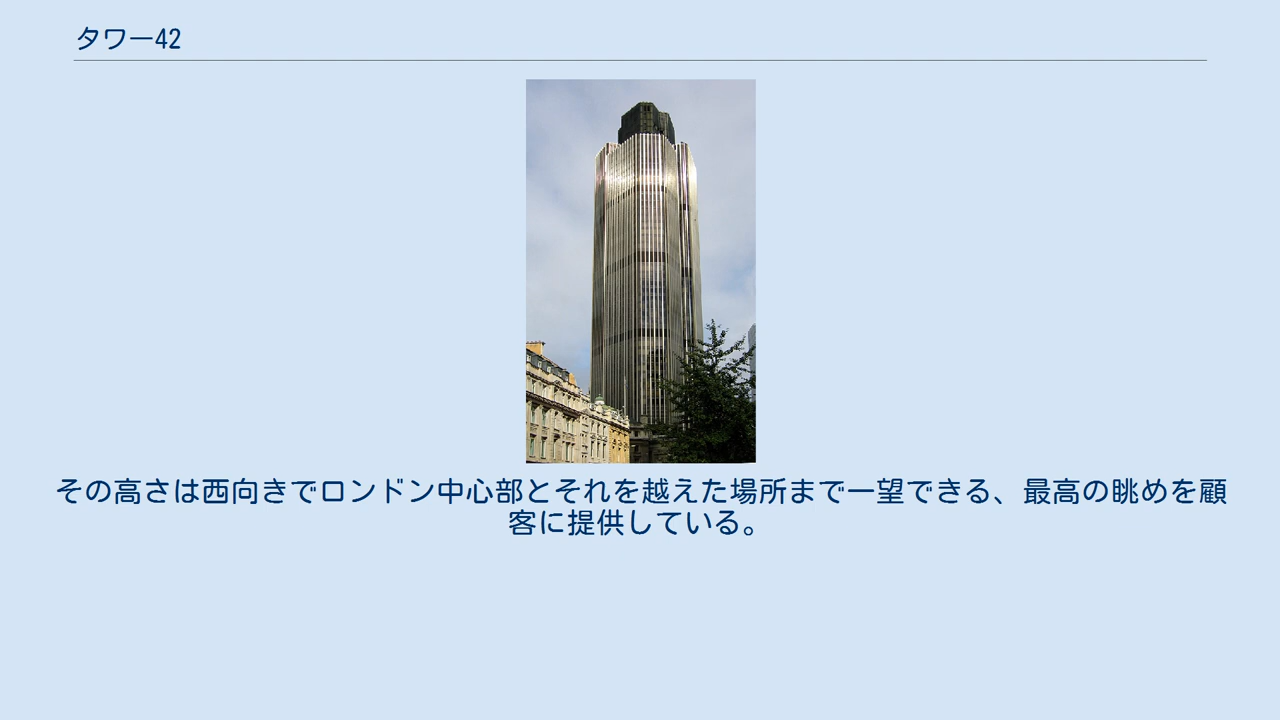 タワー42
その高さは西向きでロンドン中心部とそれを越えた場所まで一望できる、最高の眺めを顧
客に提供している。